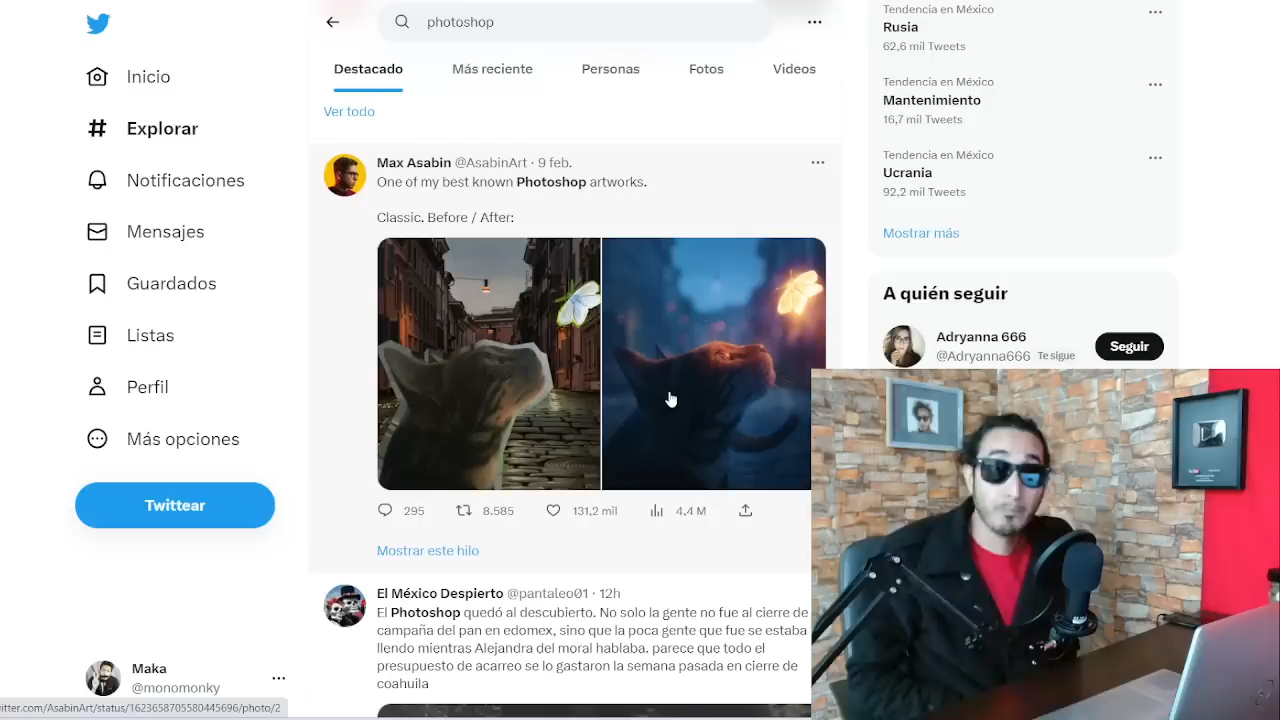 photoshop
Destacado
Más reciente
Personas
Fotos
Videos
Ver todo
Inicio
Explorar
Notificaciones
Mensajes
Guardados
Listas
Perfil
Más opciones
Twittear
Maka
@monomonky
witter.com/AsabinArt/status/1623658705580445696/photo/2
Max Asabin @AsabinArt · 9 feb.
One of my best known Photoshop artworks.
Classic. Before / After:
295
8.585
131,2 mil
4,4 M
Mostrar este hilo
El México Despierto @pantaleo01 · 12h
El Photoshop quedó al descubierto. No solo la gente no fue al cierre de
campaña del pan en edomex, sino que la poca gente que fue se estaba
llendo mientras Alejandra del moral hablaba. parece que todo el
presupuesto de acarreo se lo gastaron la semana pasada en cierre de
coahuila
Tendencia en México
Rusia
62,6 mil Tweets
Tendencia en México
Mantenimiento
16,7 mil Tweets
Tendencia en México
Ucrania
92,2 mil Tweets
Mostrar más
A quién seguir
Adryanna 666
@Adryanna666 Te sigue
Seguir